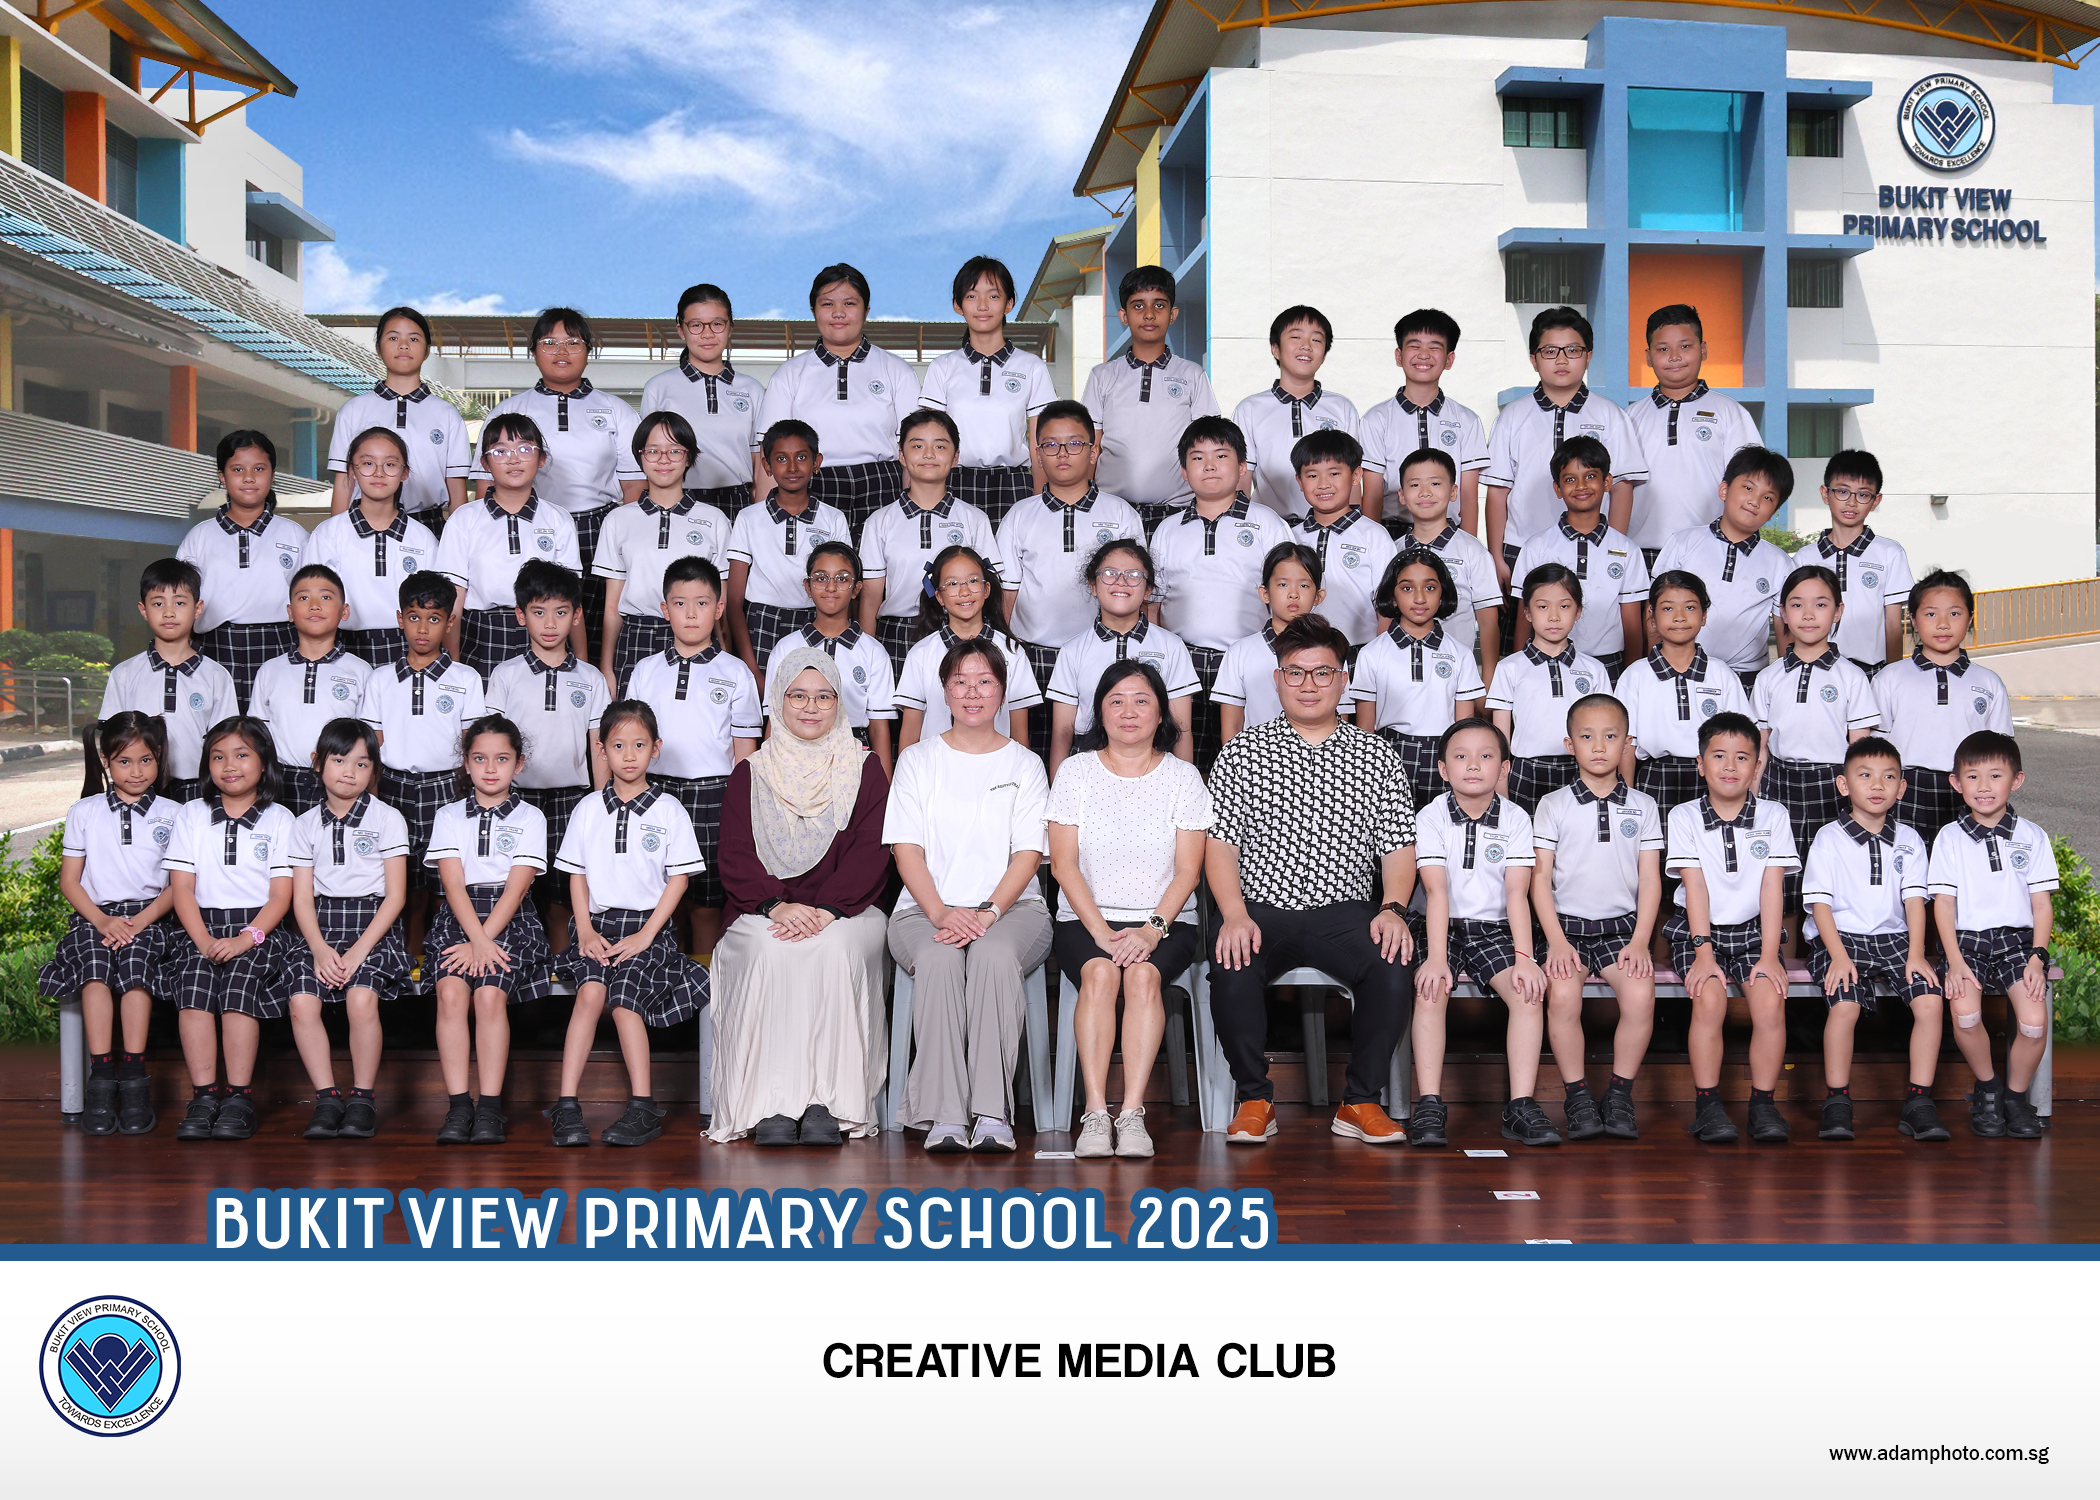 BUKIT VIEW PRIMARY SCHOOL
TOWARDS EXCELLENCE
BUKIT VIEW
PRIMARY SCHOOL
BUKIT VIEW PRIMARY SCHOOL 2025
BUKIT VIEW PRIMARY SCHOOL
TOWARDS EXCELLENCE
CREATIVE MEDIA CLUB
www.adamphoto.com.sg